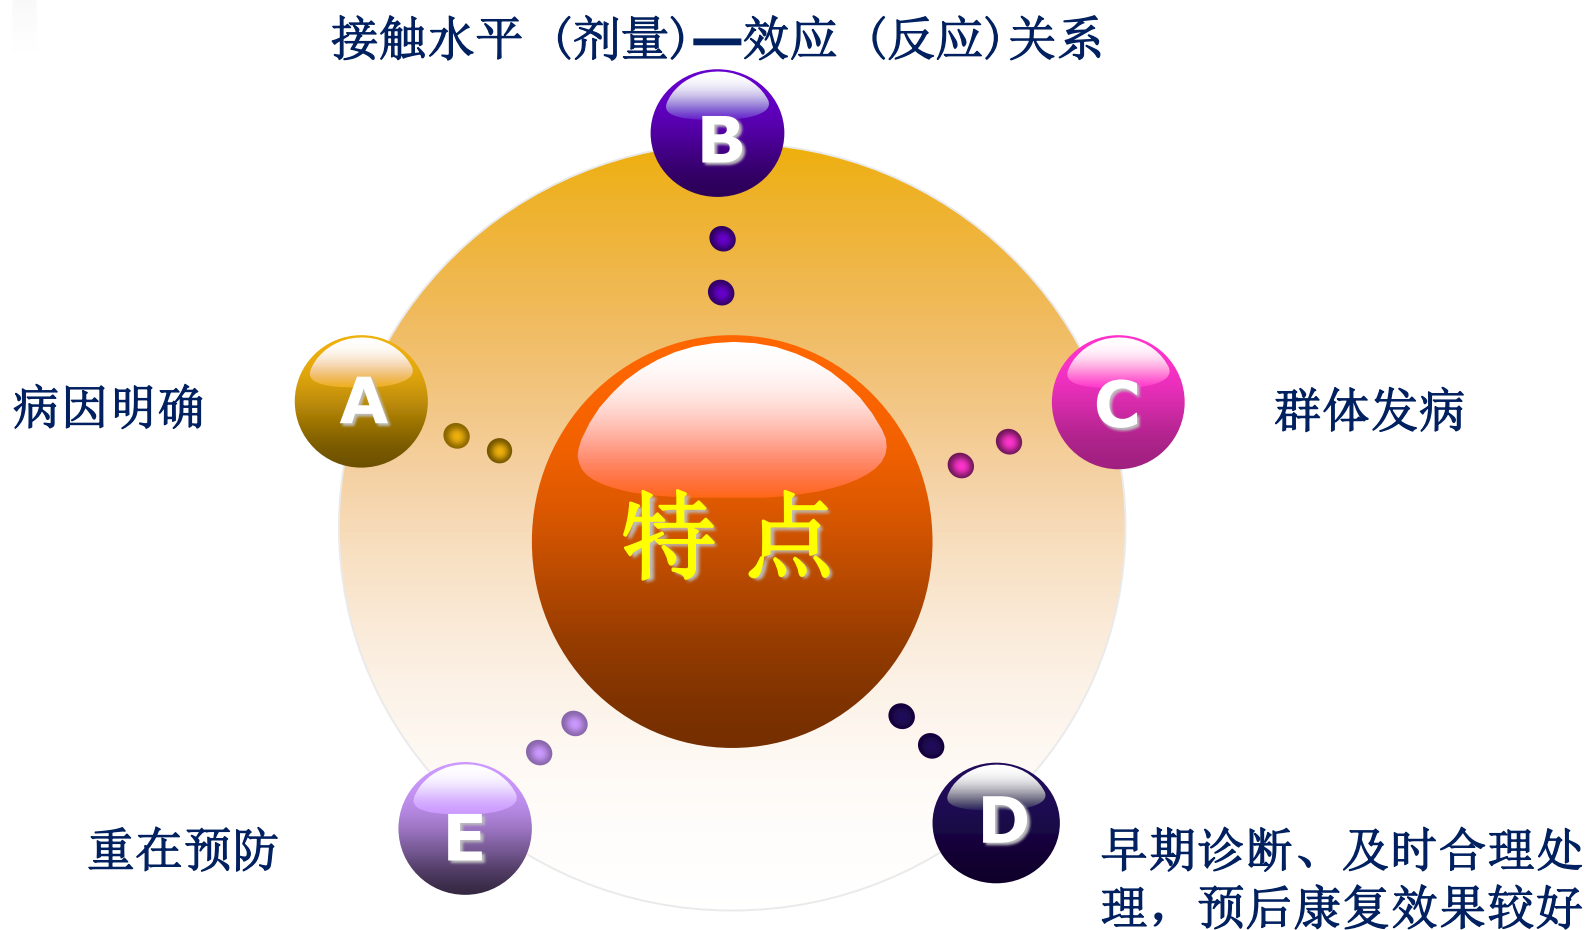 接触水平（剂量)—效应（反应)关系
B
A
病因明确
C
群体发病
特点
E
重在预防
D
早期诊断、及时合理处
理，预后康复效果较好